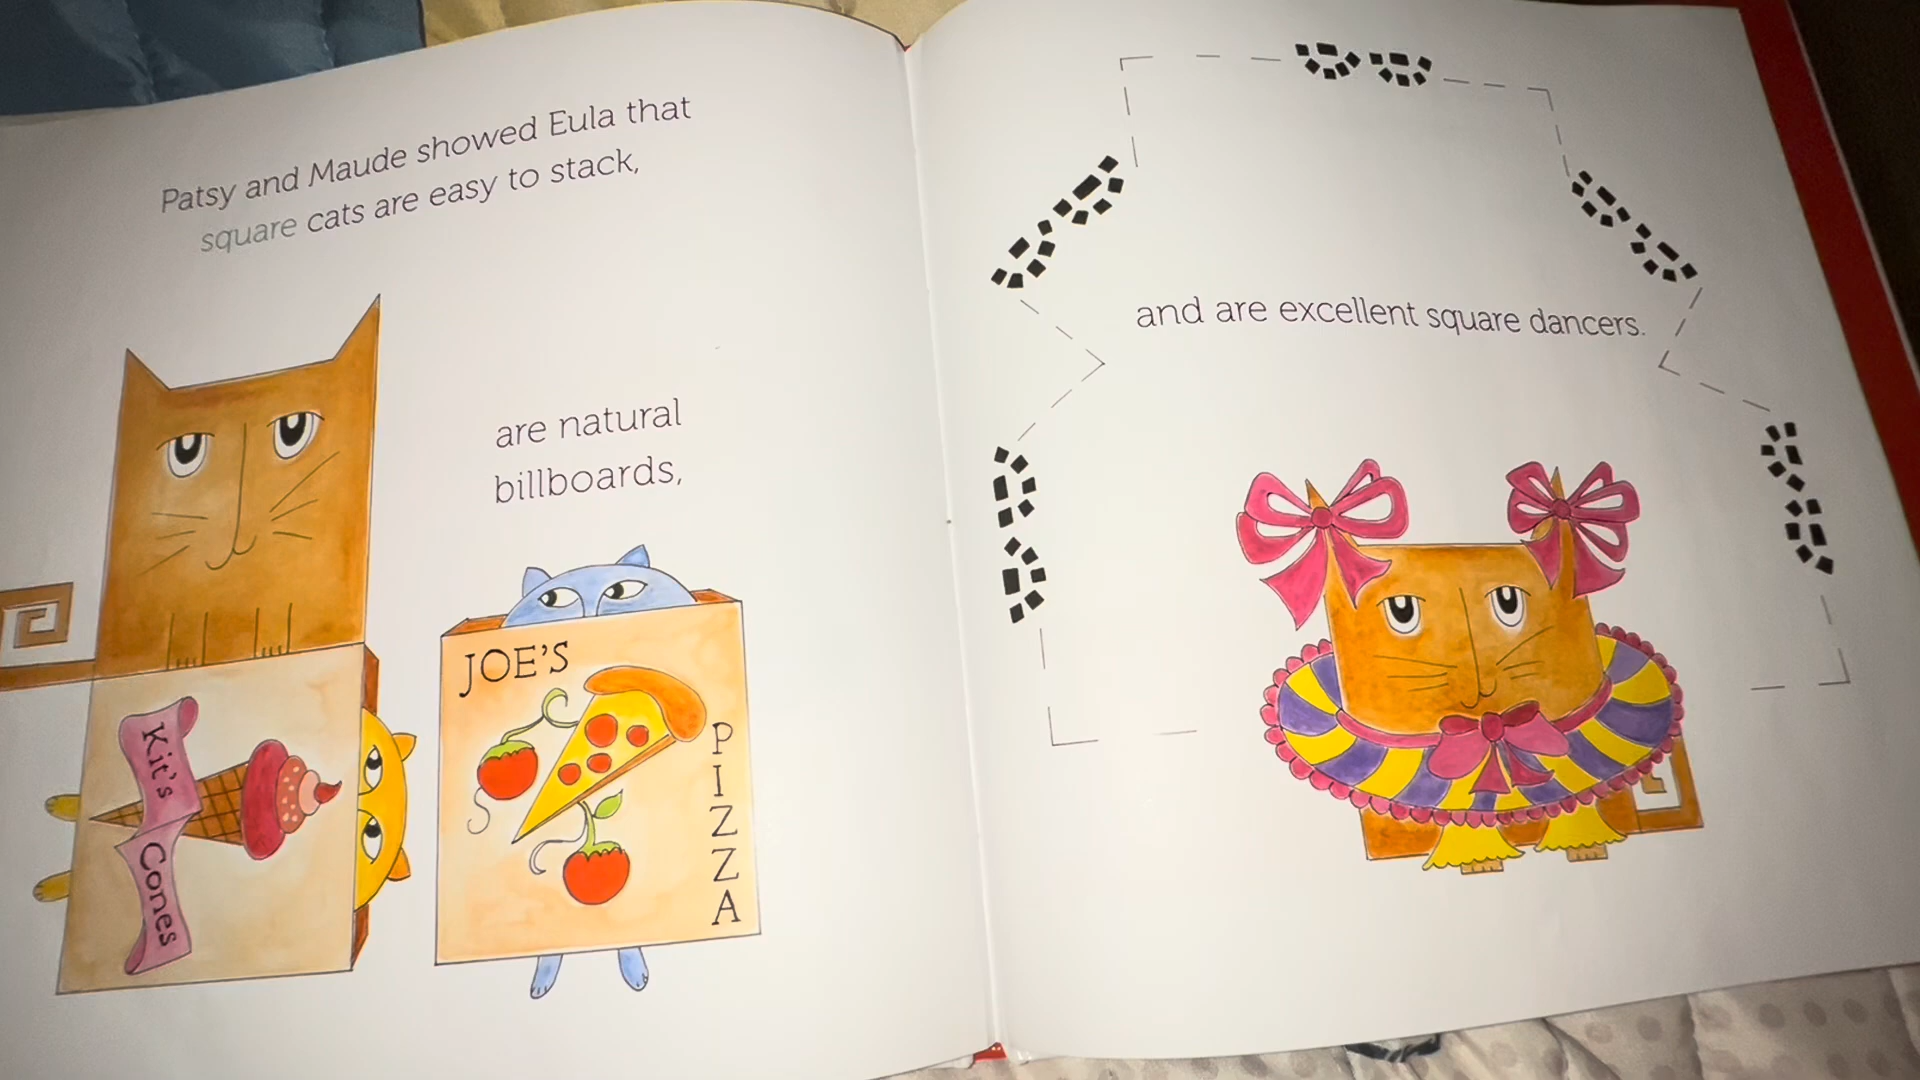 Patsy and Maude showed Eula that
square cats are easy to stack,
are natural
billboards,
Kit's
Cones
JOE'S
PIZZA
and are excellent square dancers.